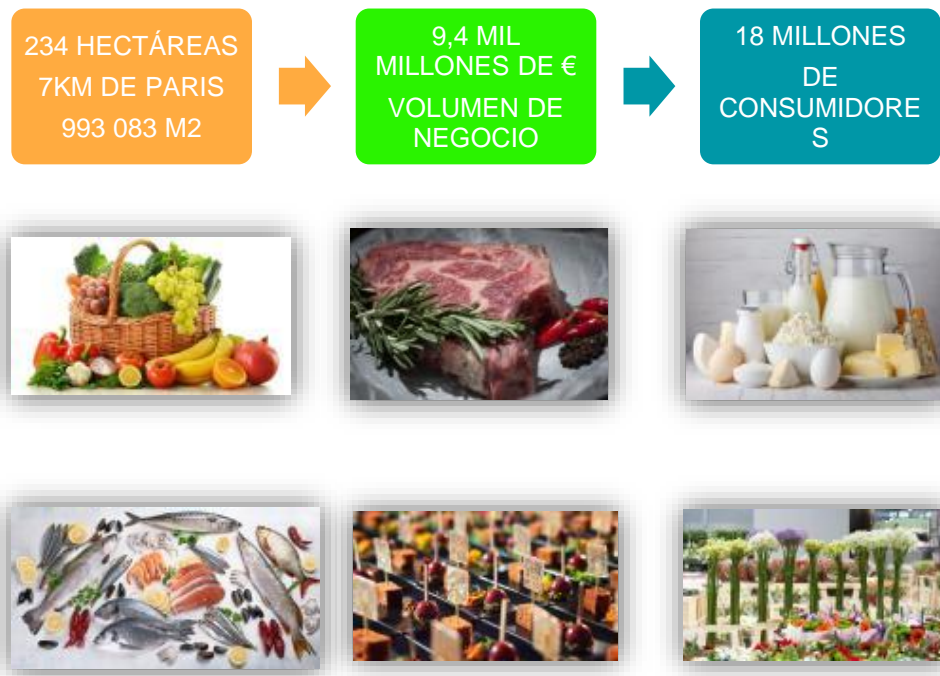 234 HECTÁREAS
7KM DE PARIS
993 083 M2
9,4 MIL
MILLONES DE €
VOLUMEN DE
NEGOCIO
18 MILLONES
DE
CONSUMIDORE
S